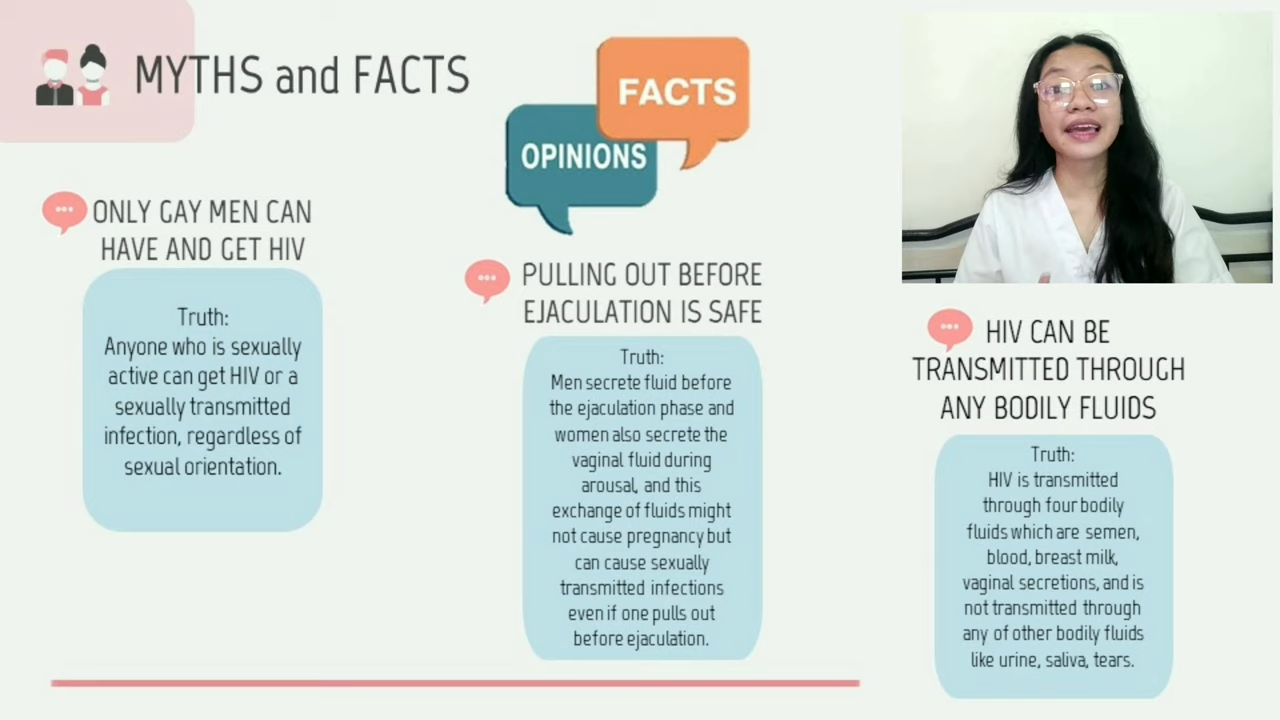 MYTHS and FACTS
FACTS
OPINIONS
ONLY GAY MEN CAN
HAVE AND GET HIV
Truth:
Anyone who is sexually
active can get HIV or a
sexually transmitted
infection, regardless of
sexual orientation.
PULLING OUT BEFORE
EJACULATION IS SAFE
Truth:
Men secrete fluid before
the ejaculation phase and
women also secrete the
vaginal fluid during
arousal, and this
exchange of fluids might
not cause pregnancy but
can cause sexually
transmitted infections
even if one pulls out
before ejaculation.
HIV CAN BE
TRANSMITTED THROUGH
ANY BODILY FLUIDS
Truth:
HIV is transmitted
through four bodily
fluids which are semen,
blood, breast milk,
vaginal secretions, and is
not transmitted through
any of other bodily fluids
like urine, saliva, tears.